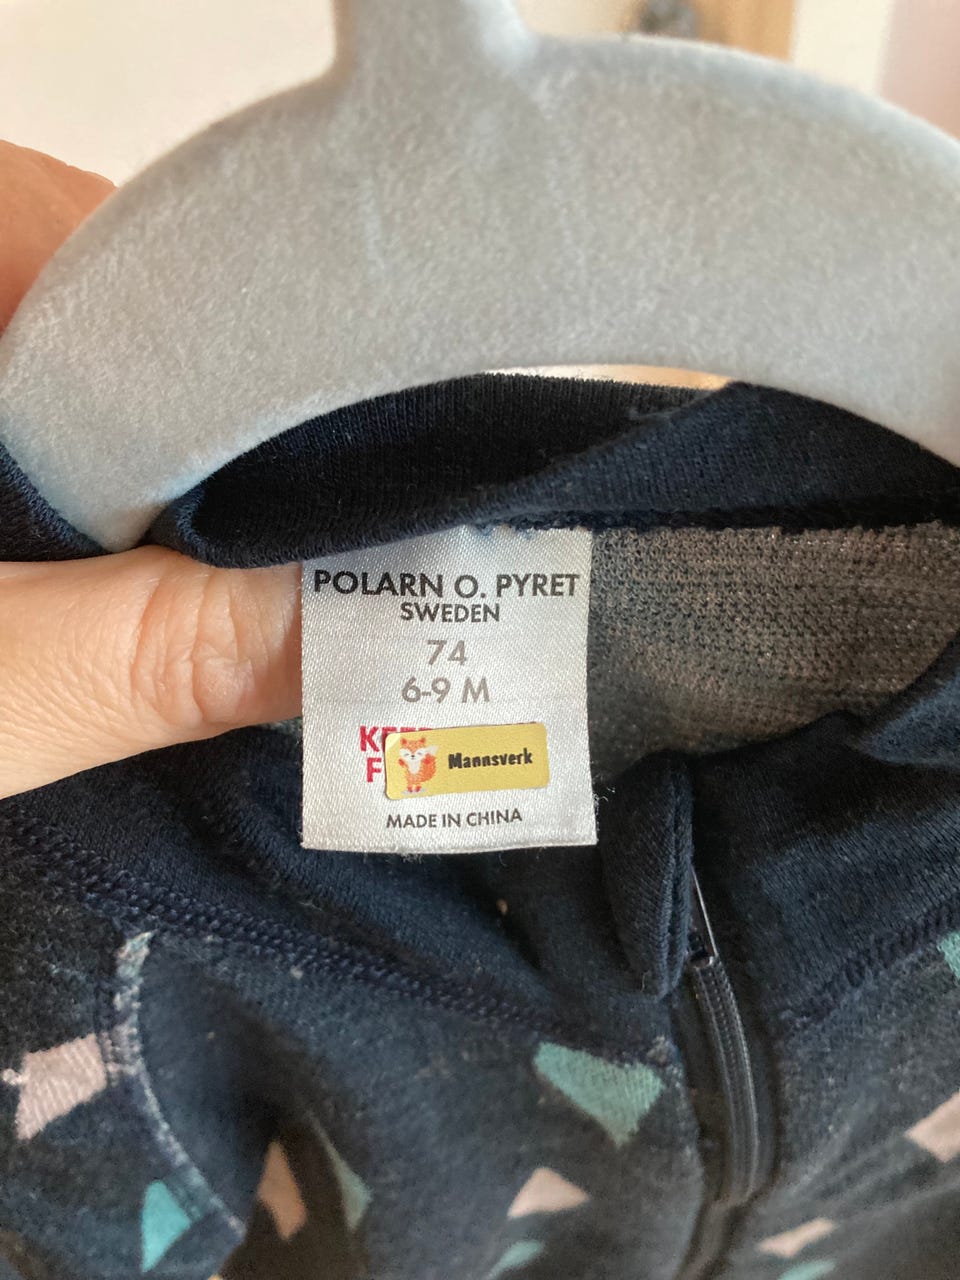 POLARN O. PYRET
SWEDEN
74
6-9 M
Mannsverk
MADE IN CHINA